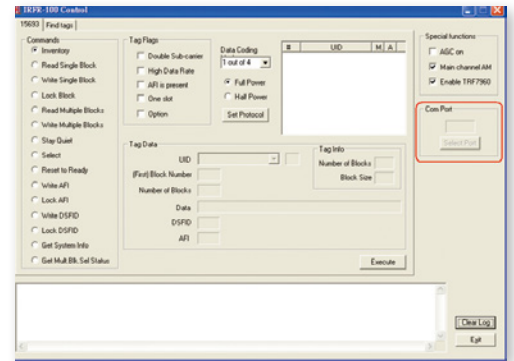 IRFR-100 Control
15693
Find tags
Commands
Inventory
Read Single Block
Write Single Block
Lock Block
Read Multiple Blocks
Write Multiple Blocks
Stay Quiet
Select
Reset to Ready
Write AFI
Lock AFI
Write DSFID
Lock DSFID
Get System Info
Get Mult.Blk.Sel Status
Tag Flags
Double Sub-carrier
High Data Rate
AFI is present
One slot
Option
Data Coding
1 out of 4
Full Power
Half Power
Set Protocol
# UID M A
Tag Data
UID
(First) Block Number
Number of Blocks
Data
DSFID
AFI
Tag Info
Number of Blocks
Block Size
Execute
Special functions
AGC on
Main channel AM
Enable TRF7960
Com Port
Select Port
Clear Log
Exit